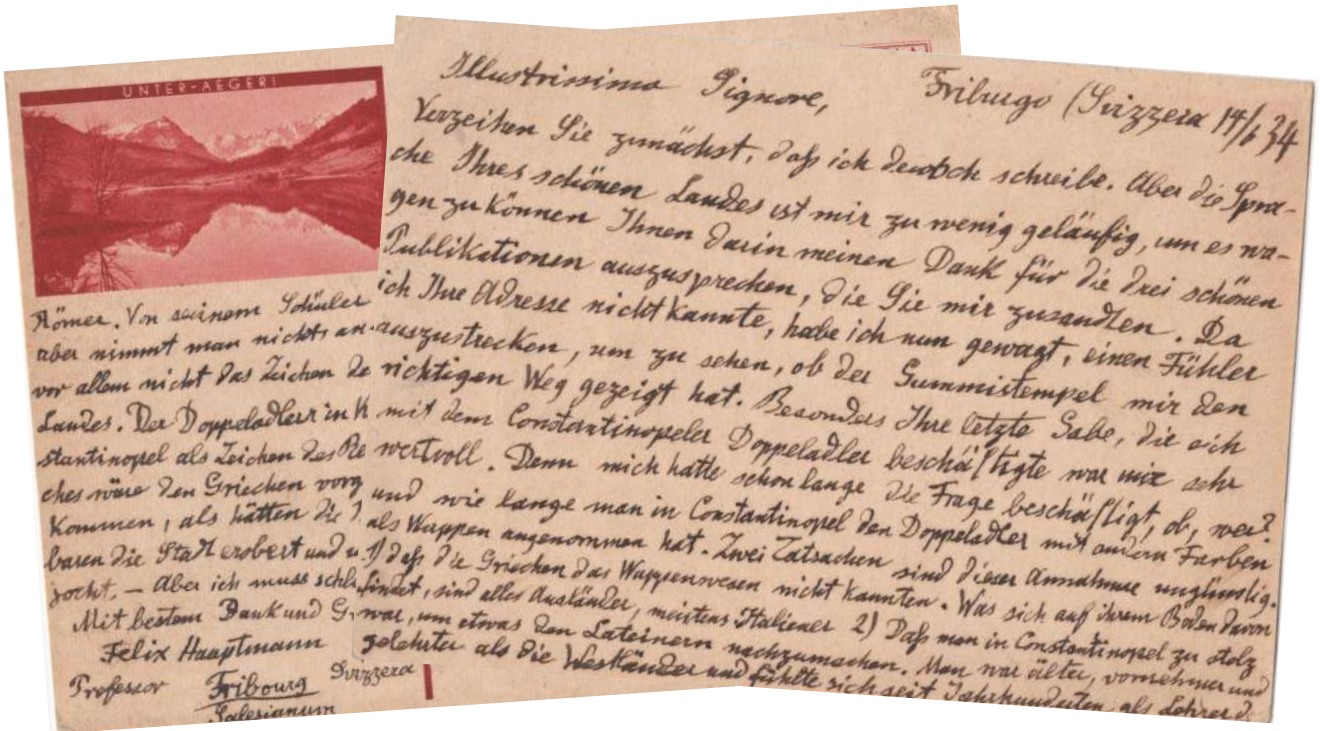 Illustrissimo Signore, Friburgo (Svizzera 14/6 34
Verzeihen Sie zunächst, daß ich deutsch schreibe. Aber die Spra-
che Ihres schönen Landes ist mir zu wenig geläufig, um es wa-
gen zu können Ihnen darin meinen Dank für die drei schönen
Publikationen auszusprechen, die Sie mir zusandten. Da
ich Ihre Adresse nicht kannte, habe ich nun gewagt, einen Fühler
auszustrecken, um zu sehen, ob der Gummistempel mir den
richtigen Weg gezeigt hat. Besonders Ihre letzte Gabe, die sich
mit dem Constantinopeler Doppeladler beschäftigte war mir sehr
wertvoll. Denn mich hatte schon lange die Frage beschäftigt, ob, wer?
und wie lange man in Constantinopel den Doppeladler mit andern Farben
als Wappen angenommen hat. Zwei Tatsachen sind dieser Annahme ungünstig.
1) daß die Griechen das Wappenwesen nicht kannten. Was sich auf ihrem Boden davon
findet, sind alles Ausländer, meistens Italiener 2) Daß man in Constantinopel zu stolz
war, um etwas den Lateinern nachzumachen. Man war älter, vornehmer und
gelehrter als die Westländer und fühlte sich seit Jahrhunderten als Lehrer d
UNTER-AEGERI
Römer. Von seinem Schüler
aber nimmt man nichts an
vor allem nicht das Zeichen de
Landes. Der Doppeladler in K
stantinopel als Zeichen des Re
ches wäre den Griechen vorg
kommen, als hätten die
baren die Stadt erobert und u
jocht. – Aber ich muss schl
Mit bestem Dank und G
Felix Hauptmann
Professor Fribourg Svizzera
Salesianum